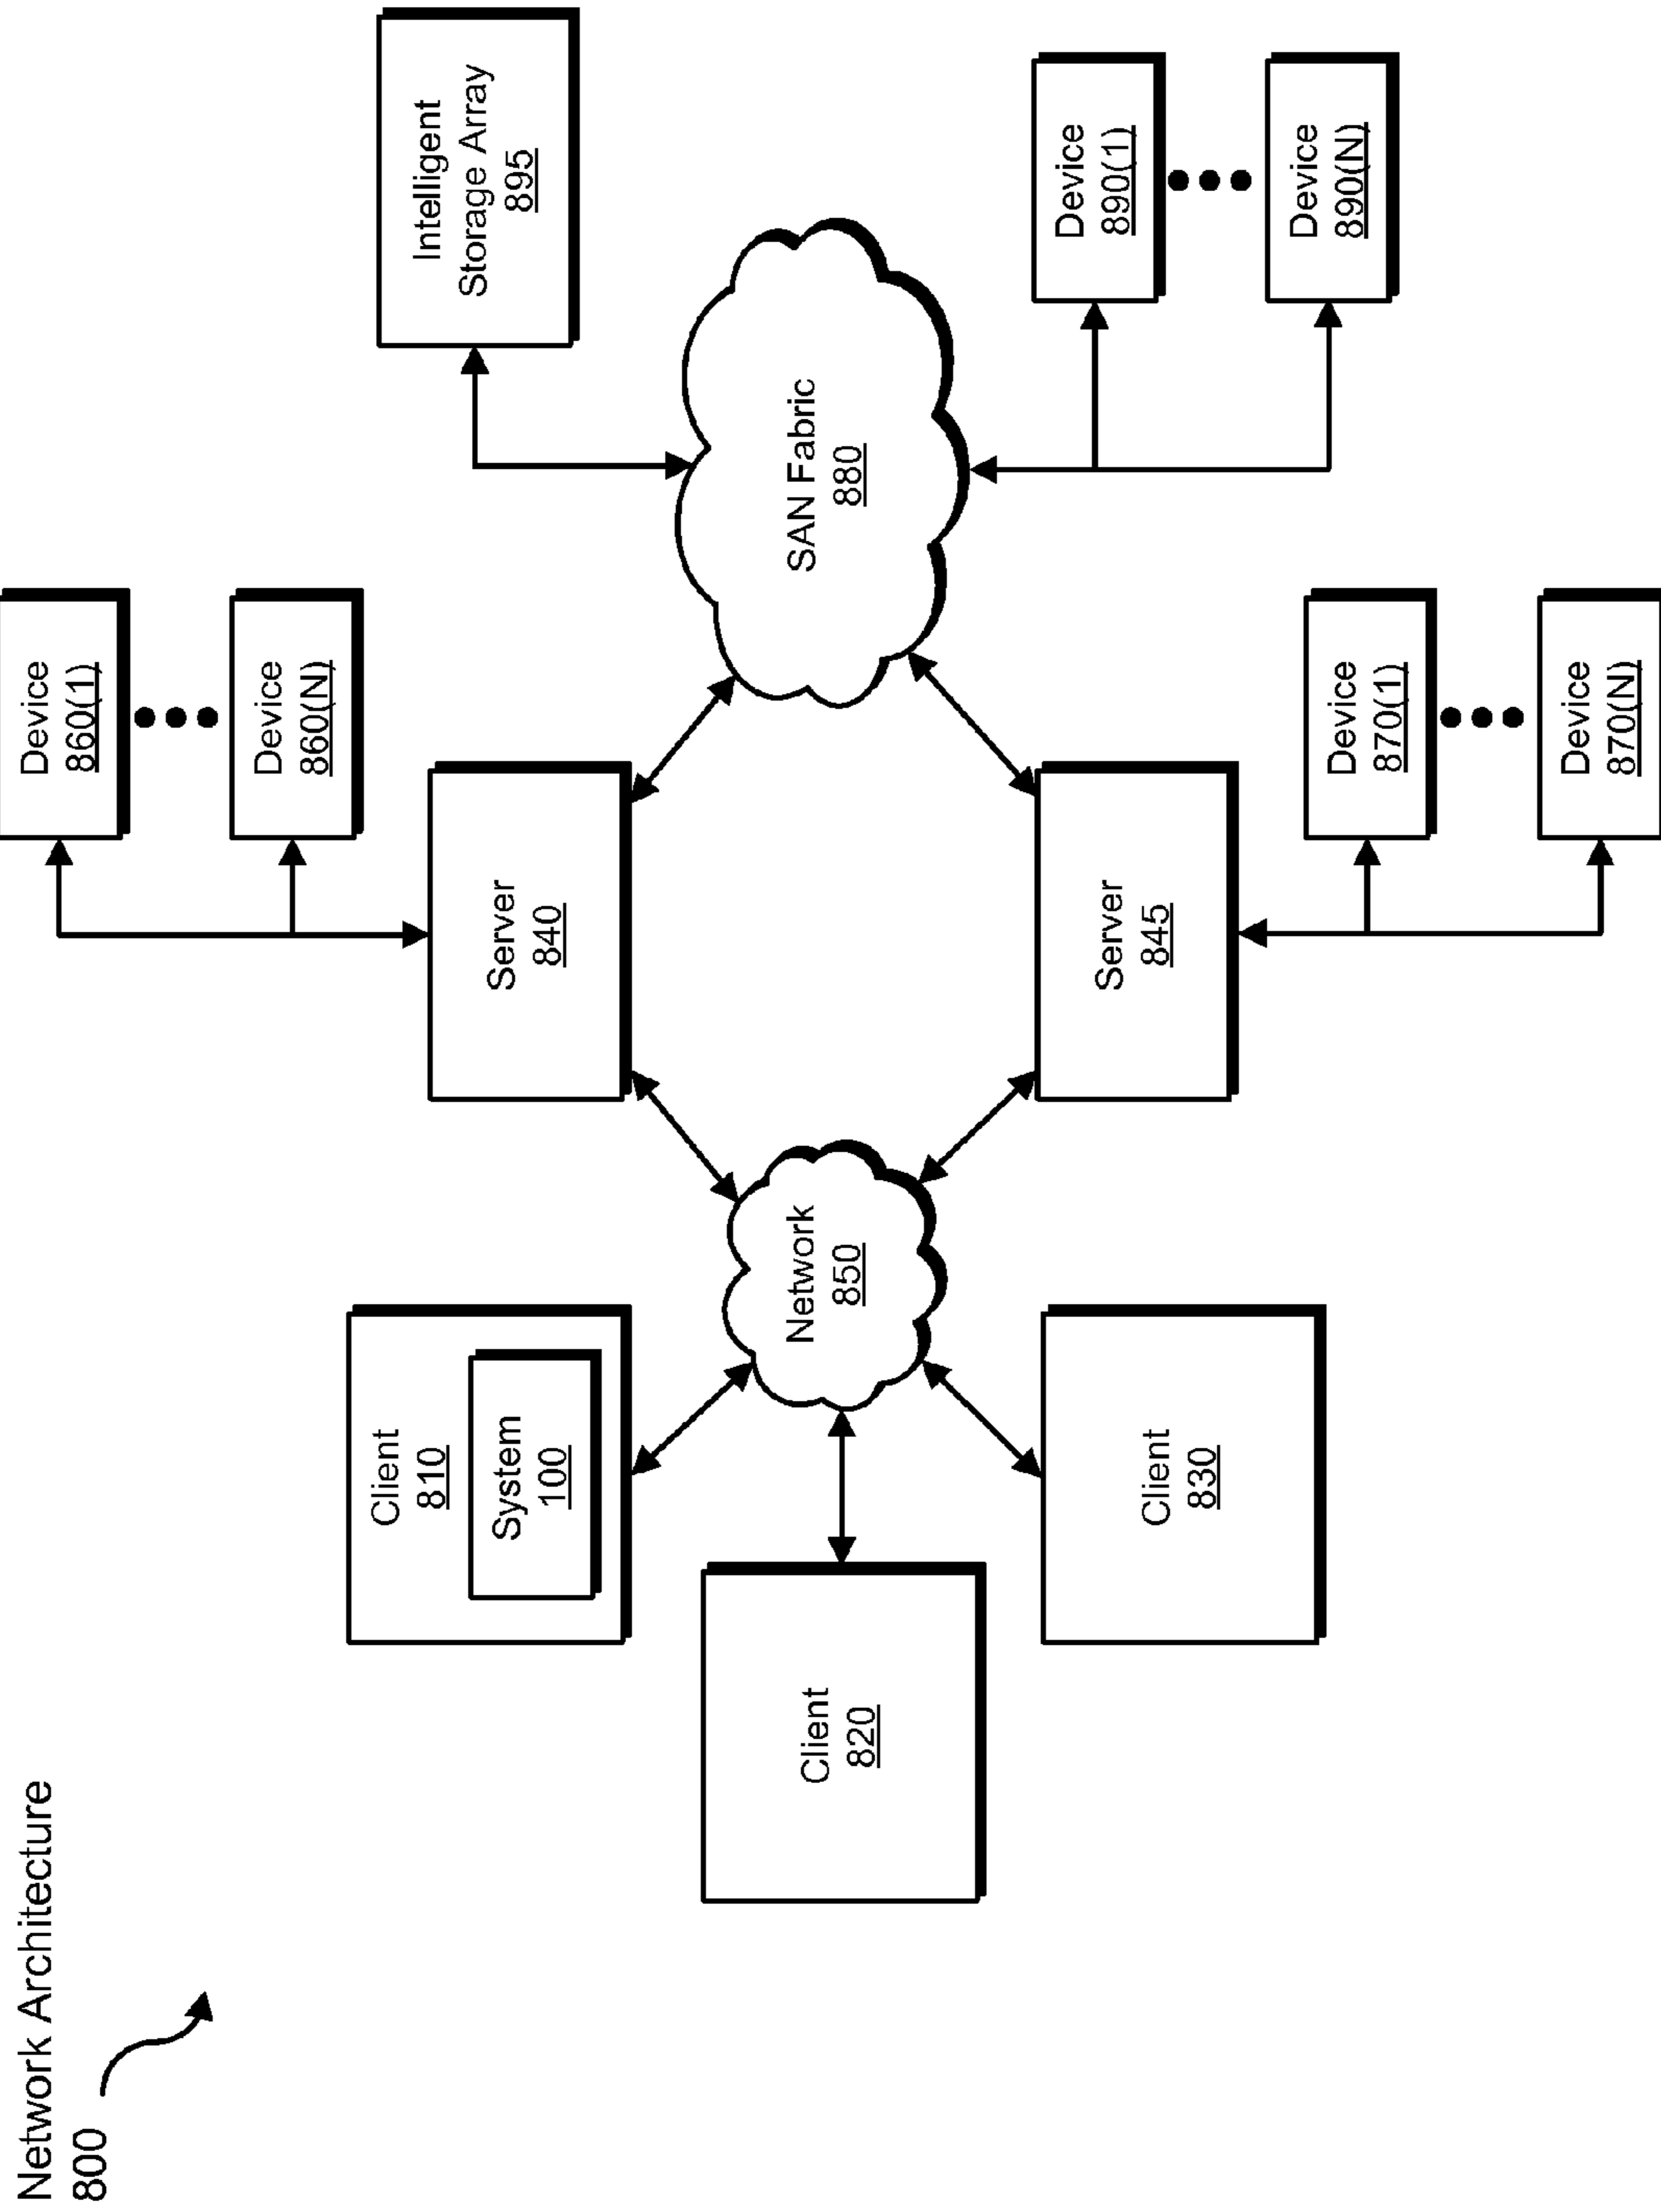 Network Architecture
800
Client
810
System
100
Client
820
Client
830
Network
850
Server
840
Server
845
Device
860(1)
Device
860(N)
Device
870(1)
Device
870(N)
SAN Fabric
880
Intelligent
Storage Array
895
Device
890(1)
Device
890(N)